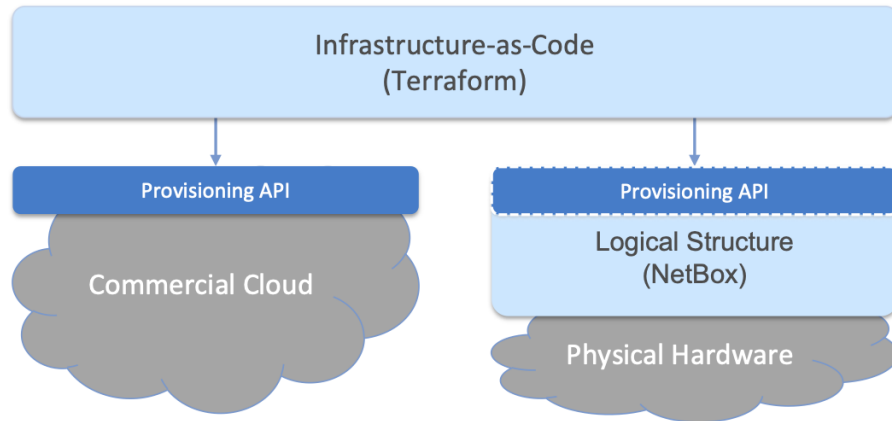 Infrastructure-as-Code
(Terraform)
Provisioning API
Provisioning API
Commercial Cloud
Logical Structure
(NetBox)
Physical Hardware